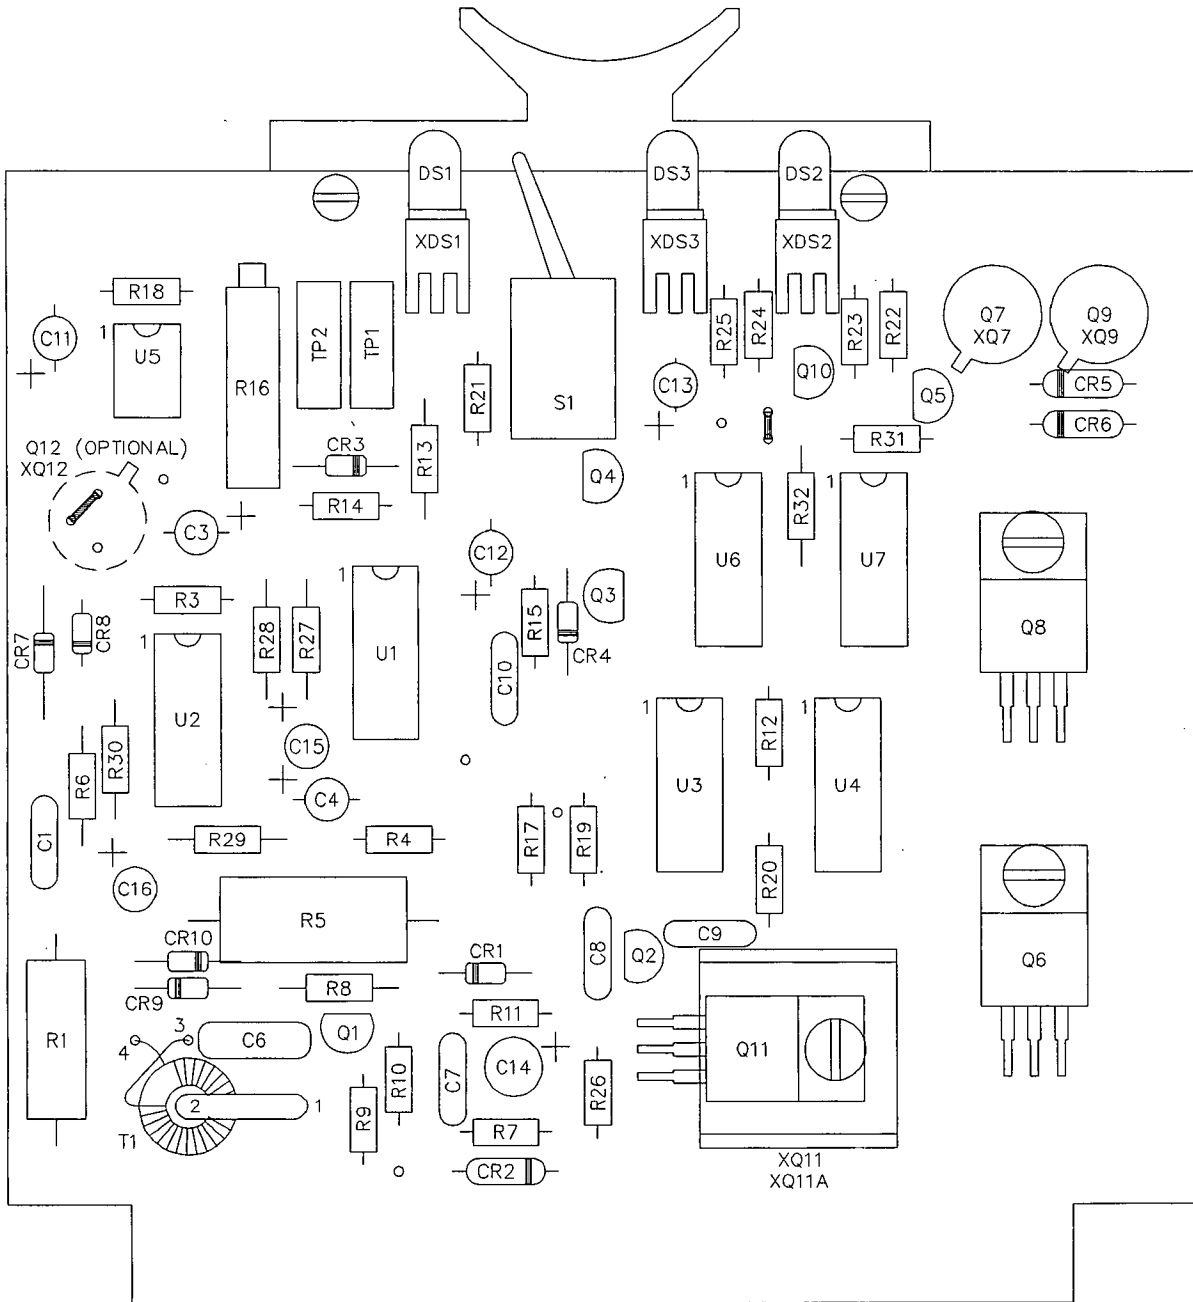 DS1
DS3
DS2
XDS1
XDS3
XDS2
R18
C11
1
U5
R16
TP2
TP1
R21
S1
C13
R25
R24
Q10
R23
R22
Q5
Q7
XQ7
Q9
XQ9
CR5
CR6
Q12 (OPTIONAL)
XQ12
CR3
R13
R14
Q4
R31
C3
C12
1
U6
R32
1
U7
Q8
R3
CR7
CR8
1
U2
R28
R27
1
U1
C10
R15
CR4
Q3
C15
C4
R6
R30
C1
R29
R4
R17
R19
1
U3
R12
1
U4
R20
C16
R5
CR10
CR9
CR1
C8
Q2
C9
Q6
R1
R8
R11
4
3
C6
Q1
R10
C7
C14
R26
Q11
2
1
T1
R9
R7
CR2
XQ11
XQ11A